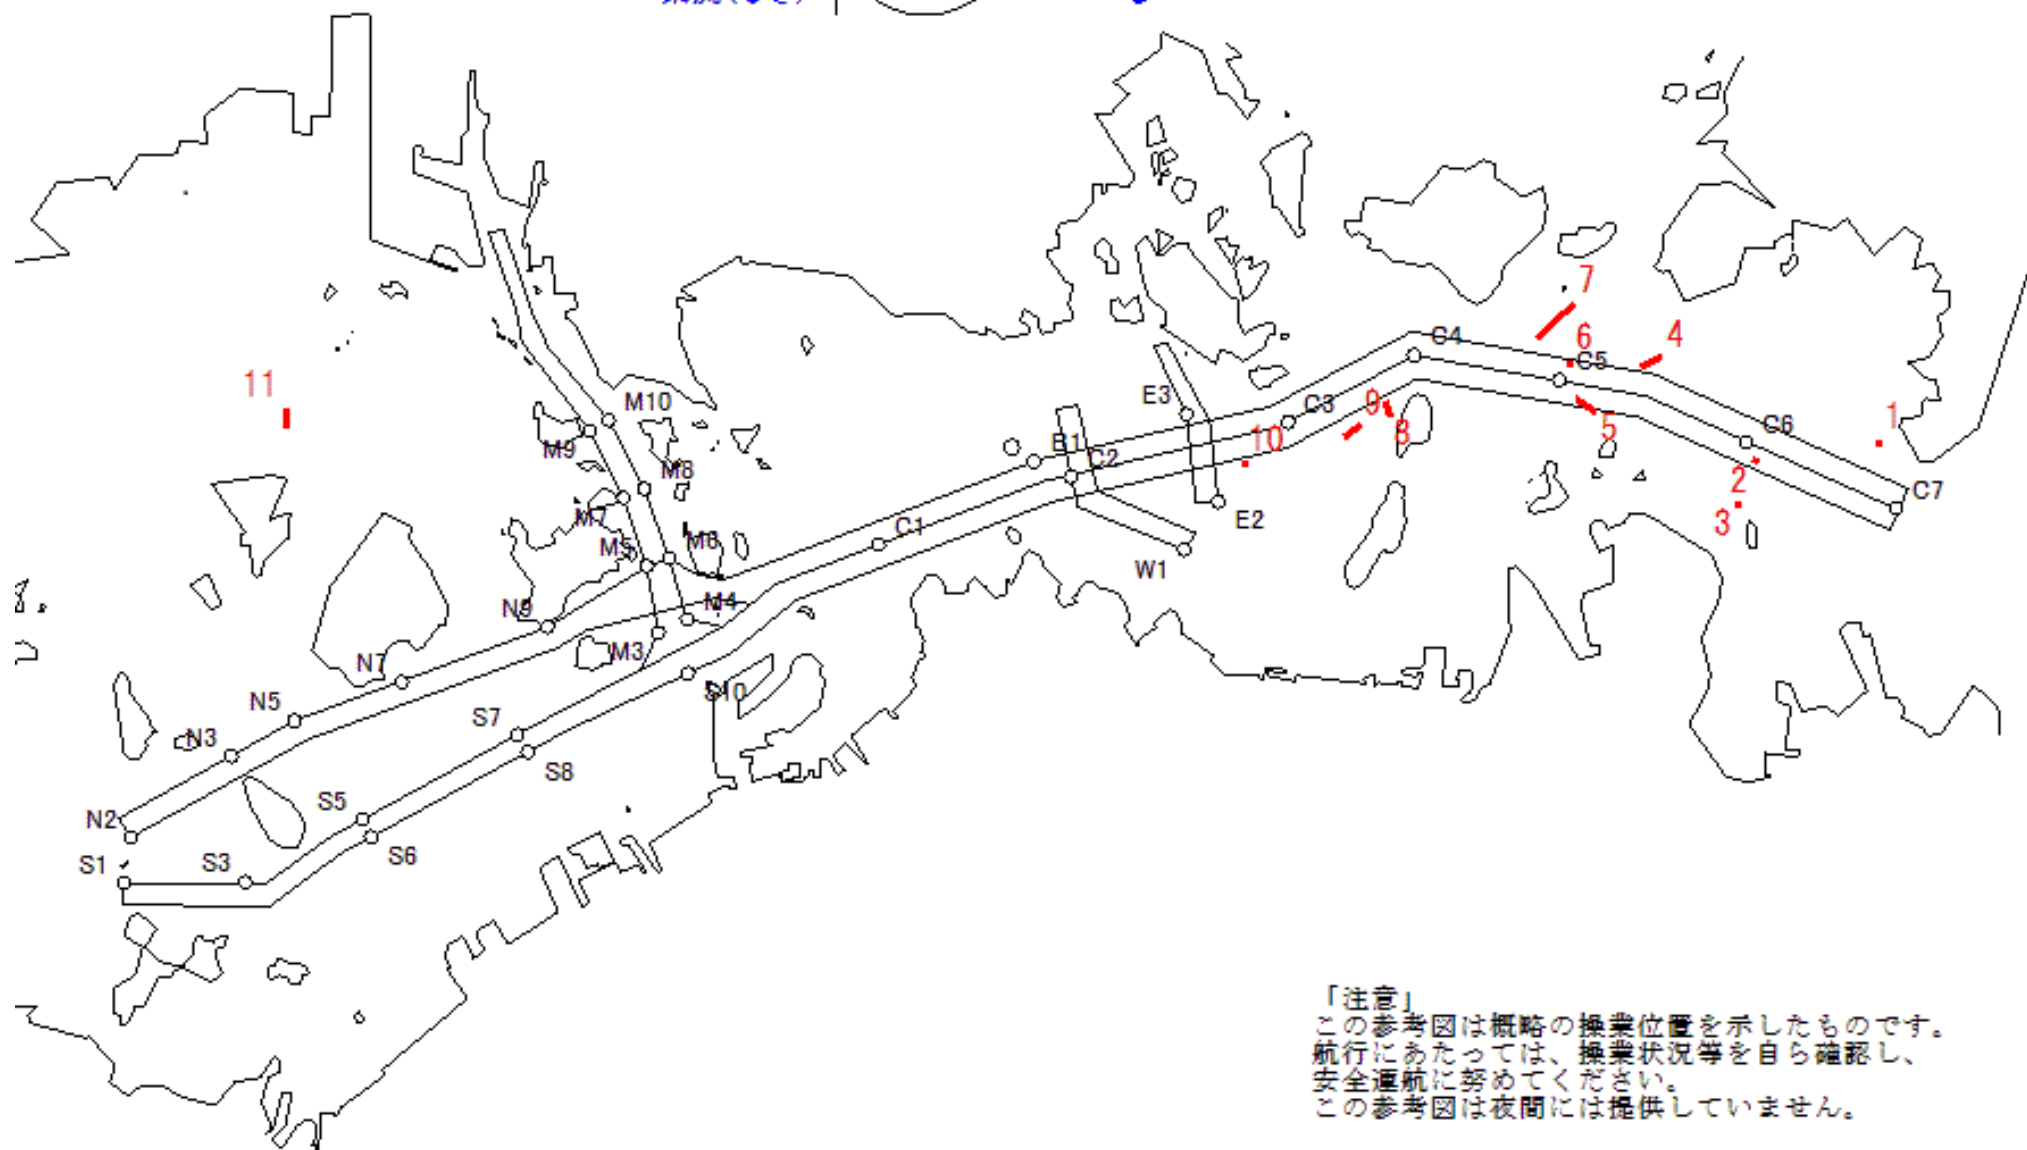 7
C4
6
4
C5
11
M10
E3
9
C3
8
5
C6
1
10
B1
C2
M9
M8
2
C7
M7
E2
3
C1
M5
M6
W1
N9
M4
M3
N7
S10
N5
S7
N3
S8
S5
N2
S6
S1
S3
「注意」
この参考図は概略の操業位置を示したものです。
航行にあたっては、操業状況等を自ら確認し、
安全運航に努めてください。
この参考図は夜間には提供していません。